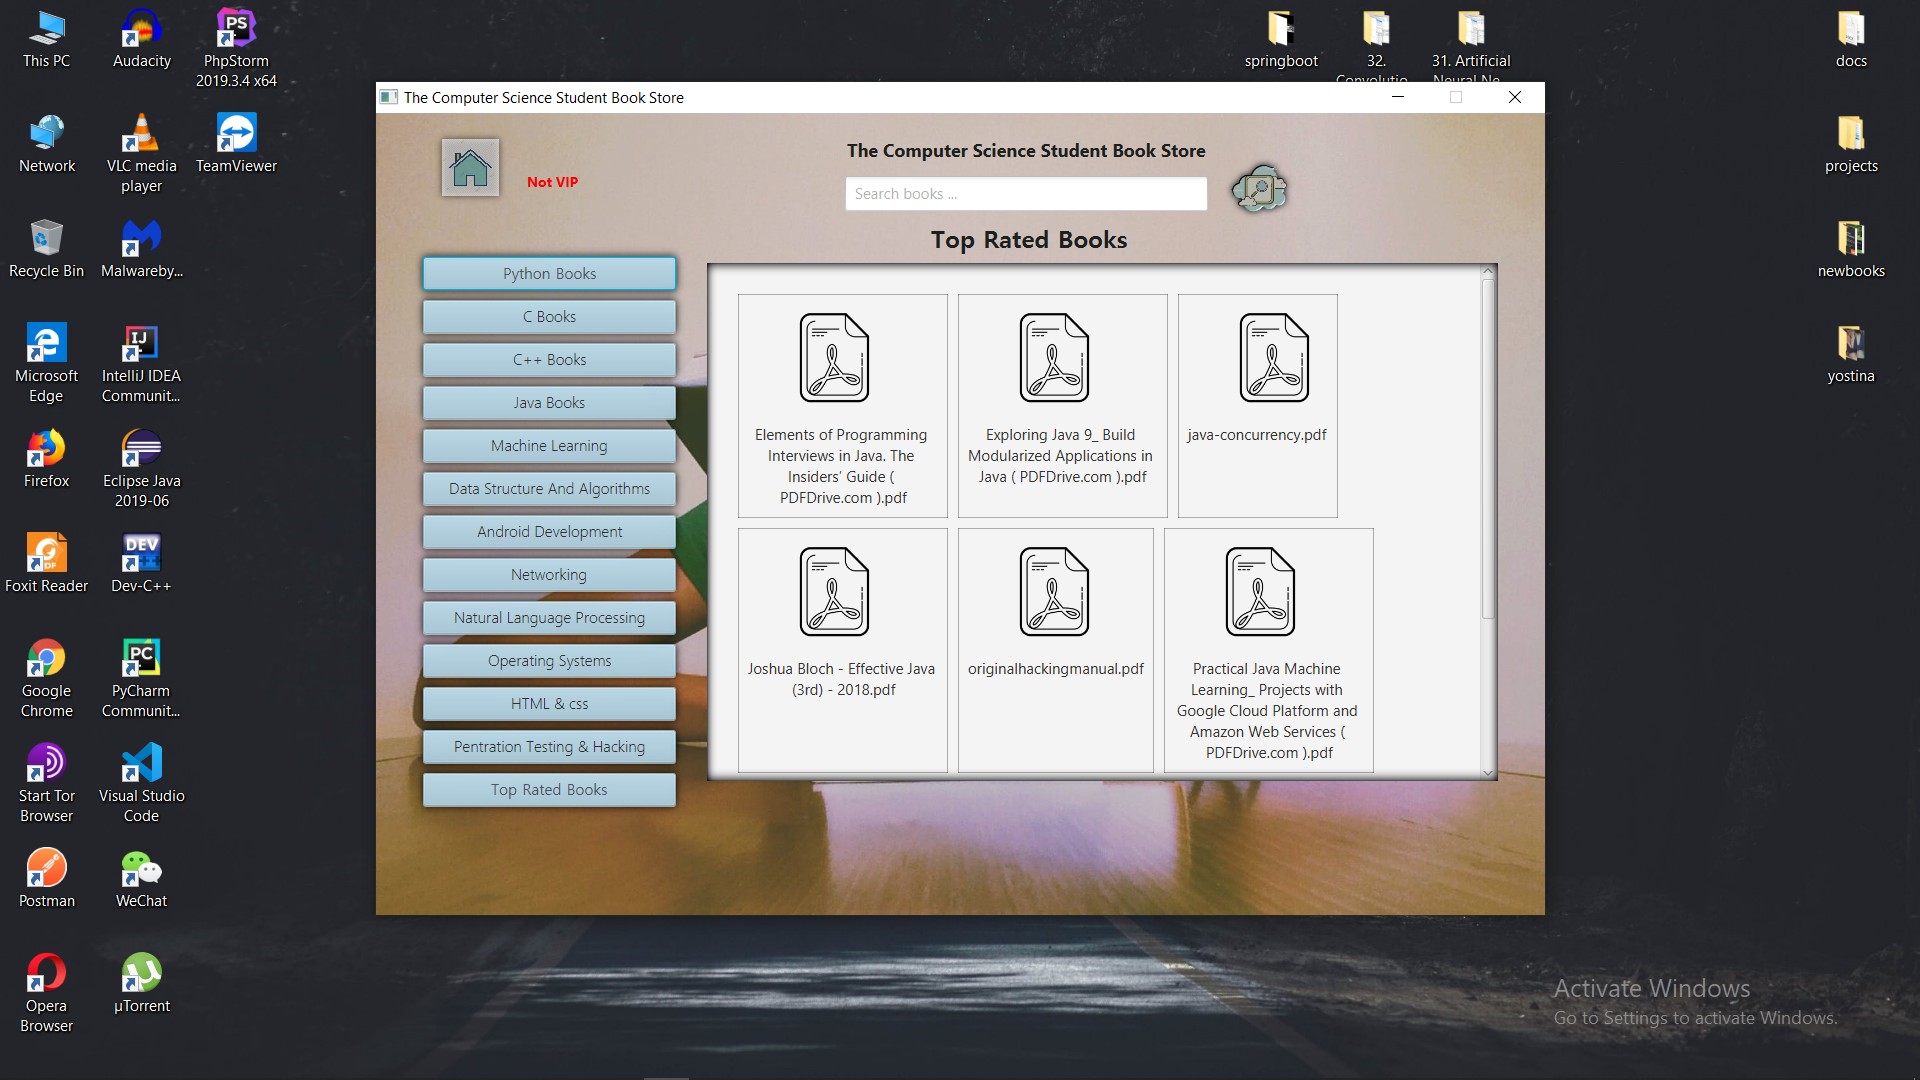 This PC
Audacity
PhpStorm
2019.3.4 x64
springboot
32.
Convolutio...
31. Artificial
Neural Ne...
docs
Network
VLC media
player
TeamViewer
projects
Recycle Bin
Malwareby...
newbooks
Microsoft
Edge
IntelliJ IDEA
Communit...
yostina
Firefox
Eclipse Java
2019-06
Foxit Reader
Dev-C++
Google
Chrome
PyCharm
Communit...
Start Tor
Browser
Visual Studio
Code
Postman
WeChat
Opera
Browser
µTorrent
The Computer Science Student Book Store
Not VIP
The Computer Science Student Book Store
Search books ...
Top Rated Books
Python Books
C Books
C++ Books
Java Books
Machine Learning
Data Structure And Algorithms
Android Development
Networking
Natural Language Processing
Operating Systems
HTML & css
Pentration Testing & Hacking
Top Rated Books
Elements of Programming
Interviews in Java. The
Insiders' Guide (
PDFDrive.com ).pdf
Exploring Java 9_ Build
Modularized Applications in
Java ( PDFDrive.com ).pdf
java-concurrency.pdf
Joshua Bloch - Effective Java
(3rd) - 2018.pdf
originalhackingmanual.pdf
Practical Java Machine
Learning_ Projects with
Google Cloud Platform and
Amazon Web Services (
PDFDrive.com ).pdf
Activate Windows
Go to Settings to activate Windows.
PS
IJ
DEV
PC